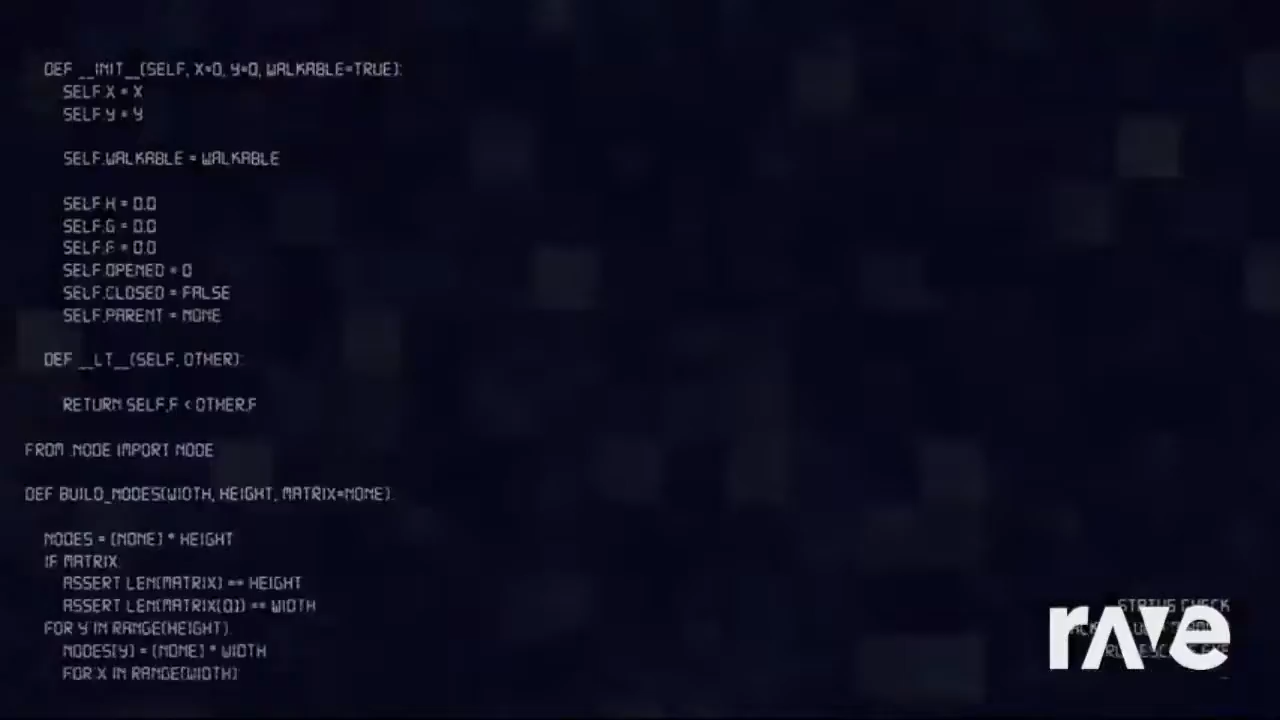 DEF __INIT__(SELF, X=0, Y=0, WALKABLE=TRUE):
SELF.X = X
SELF.Y = Y
SELF.WALKABLE = WALKABLE
SELF.H = 0.0
SELF.G = 0.0
SELF.F = 0.0
SELF.OPENED = 0
SELF.CLOSED = FALSE
SELF.PARENT = NONE
DEF __LT__(SELF, OTHER):
RETURN SELF.F < OTHER.F
FROM .NODE IMPORT NODE
DEF BUILD_NODES(WIDTH, HEIGHT, MATRIX=NONE):
NODES = [NONE] * HEIGHT
IF MATRIX:
ASSERT LEN(MATRIX) == HEIGHT
ASSERT LEN(MATRIX[0]) == WIDTH
FOR Y IN RANGE(HEIGHT):
NODES[Y] = [NONE] * WIDTH
FOR X IN RANGE(WIDTH):
STATUS CHECK
rave